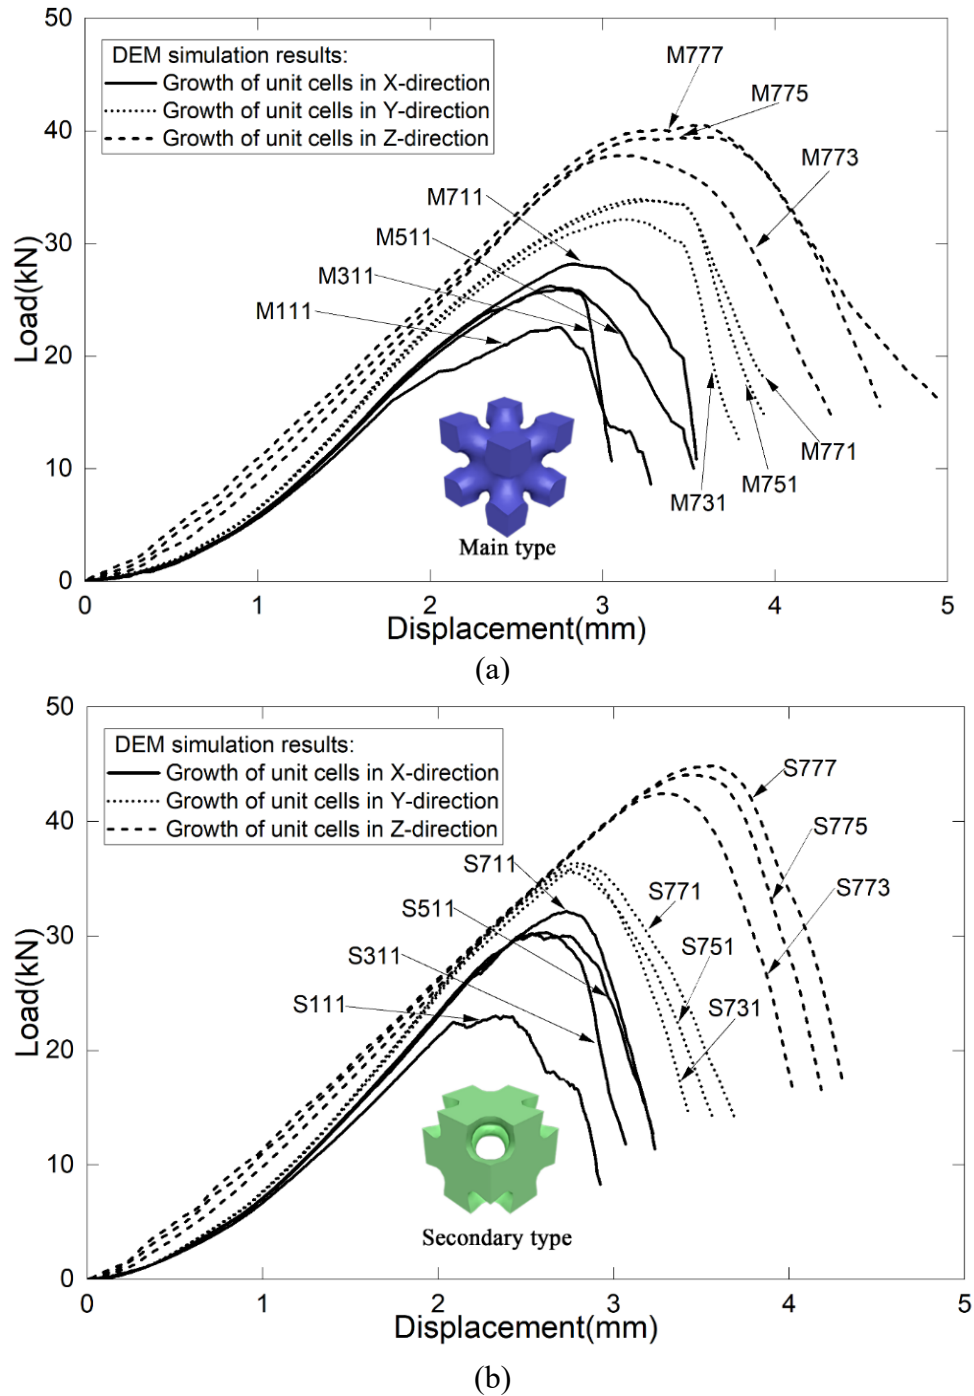 50
DEM simulation results:
Growth of unit cells in X-direction
Growth of unit cells in Y-direction
Growth of unit cells in Z-direction
M777
M775
M773
M711
M511
M311
M111
40
30
20
10
0
Load(kN)
M771
M751
M731
Main type
0 1 2 3 4 5
Displacement(mm)
(a)
50
DEM simulation results:
Growth of unit cells in X-direction
Growth of unit cells in Y-direction
Growth of unit cells in Z-direction
S777
S775
S773
S711
S771
S511
S751
S311
S731
S111
40
30
20
10
0
Load(kN)
Secondary type
0 1 2 3 4 5
Displacement(mm)
(b)